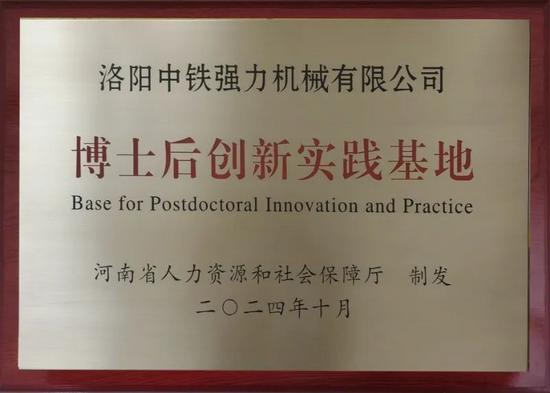 洛阳中铁强力机械有限公司
博士后创新实践基地
Base for Postdoctoral Innovation and Practice
河南省人力资源和社会保障厅 制发
二〇二四年十月